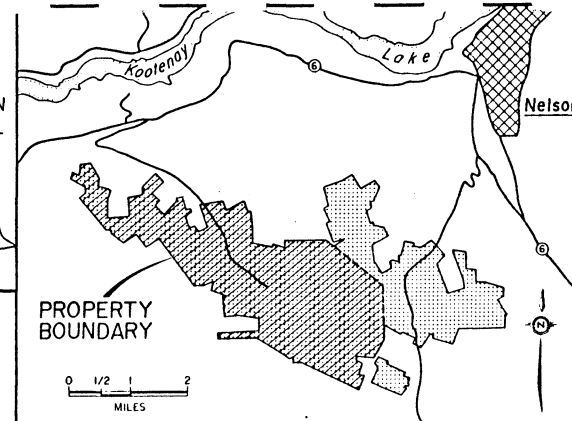 Kootenay
Lake
6
N
Nelson
6
PROPERTY
BOUNDARY
N
0 1/2 1 2
MILES